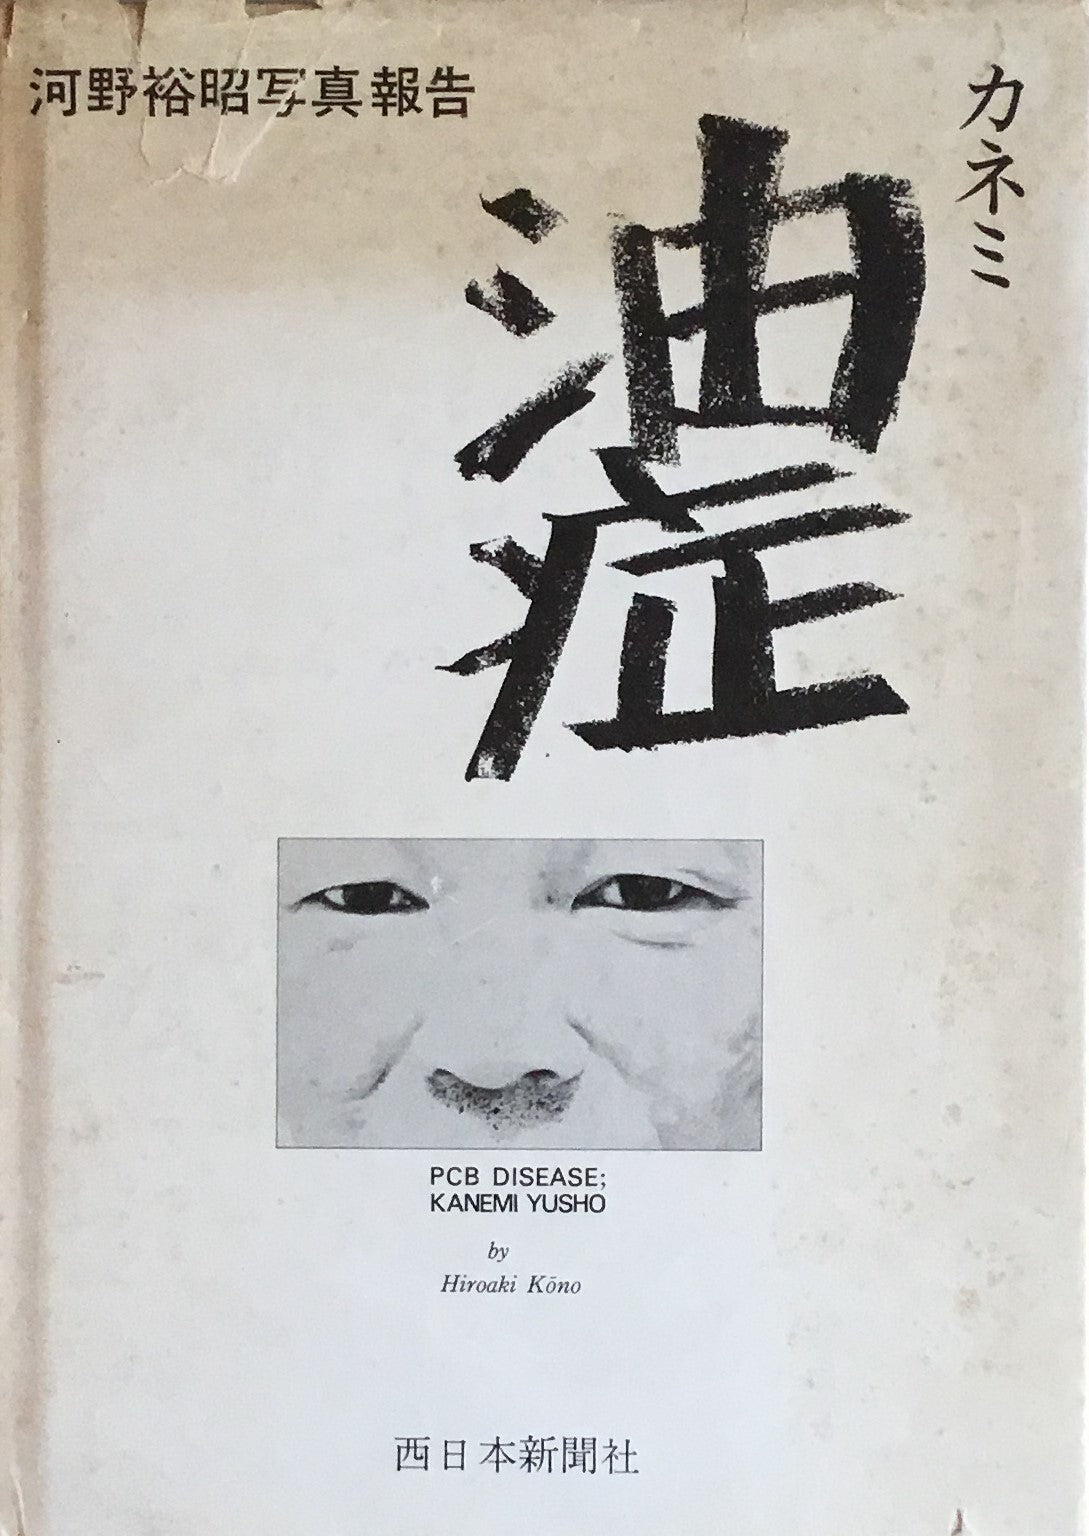 河野裕昭写真報告
カネミ
油症
PCB DISEASE;
KANEMI YUSHO
by
Hiroaki Kōno
西日本新聞社